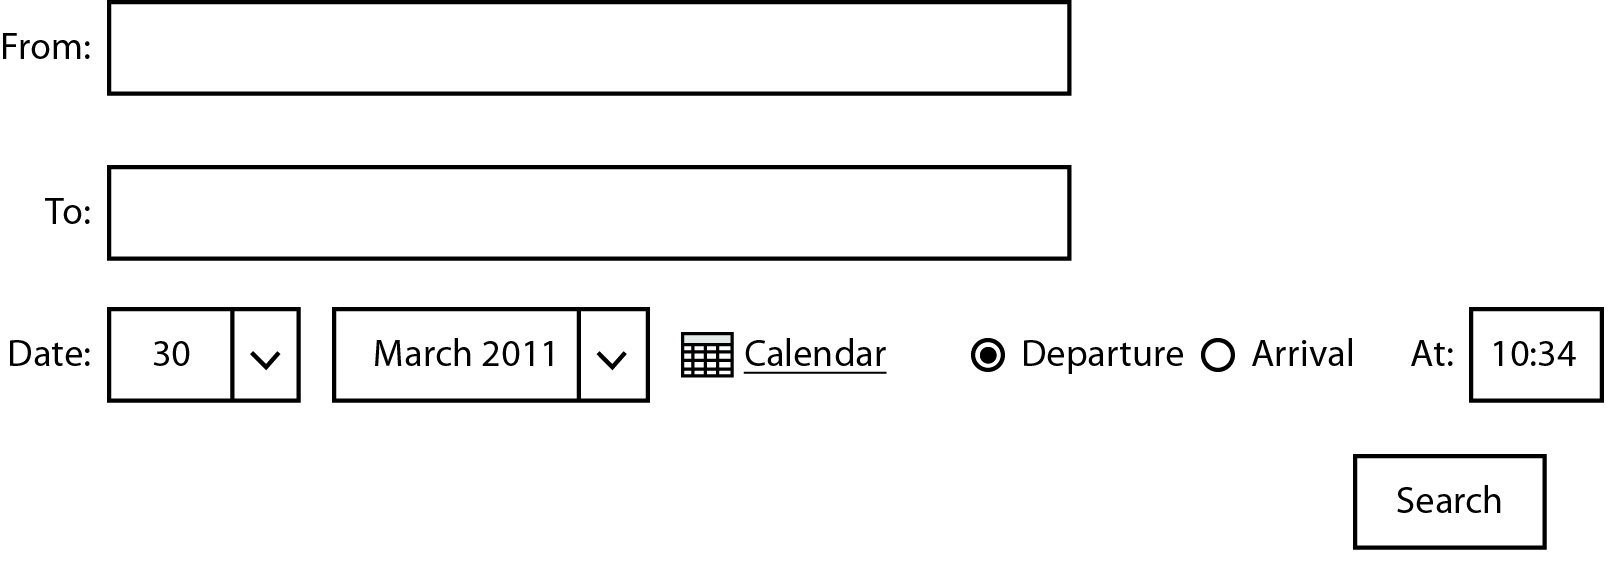 From:
To:
Date: 30 March 2011 Calendar Departure Arrival At: 10:34
Search